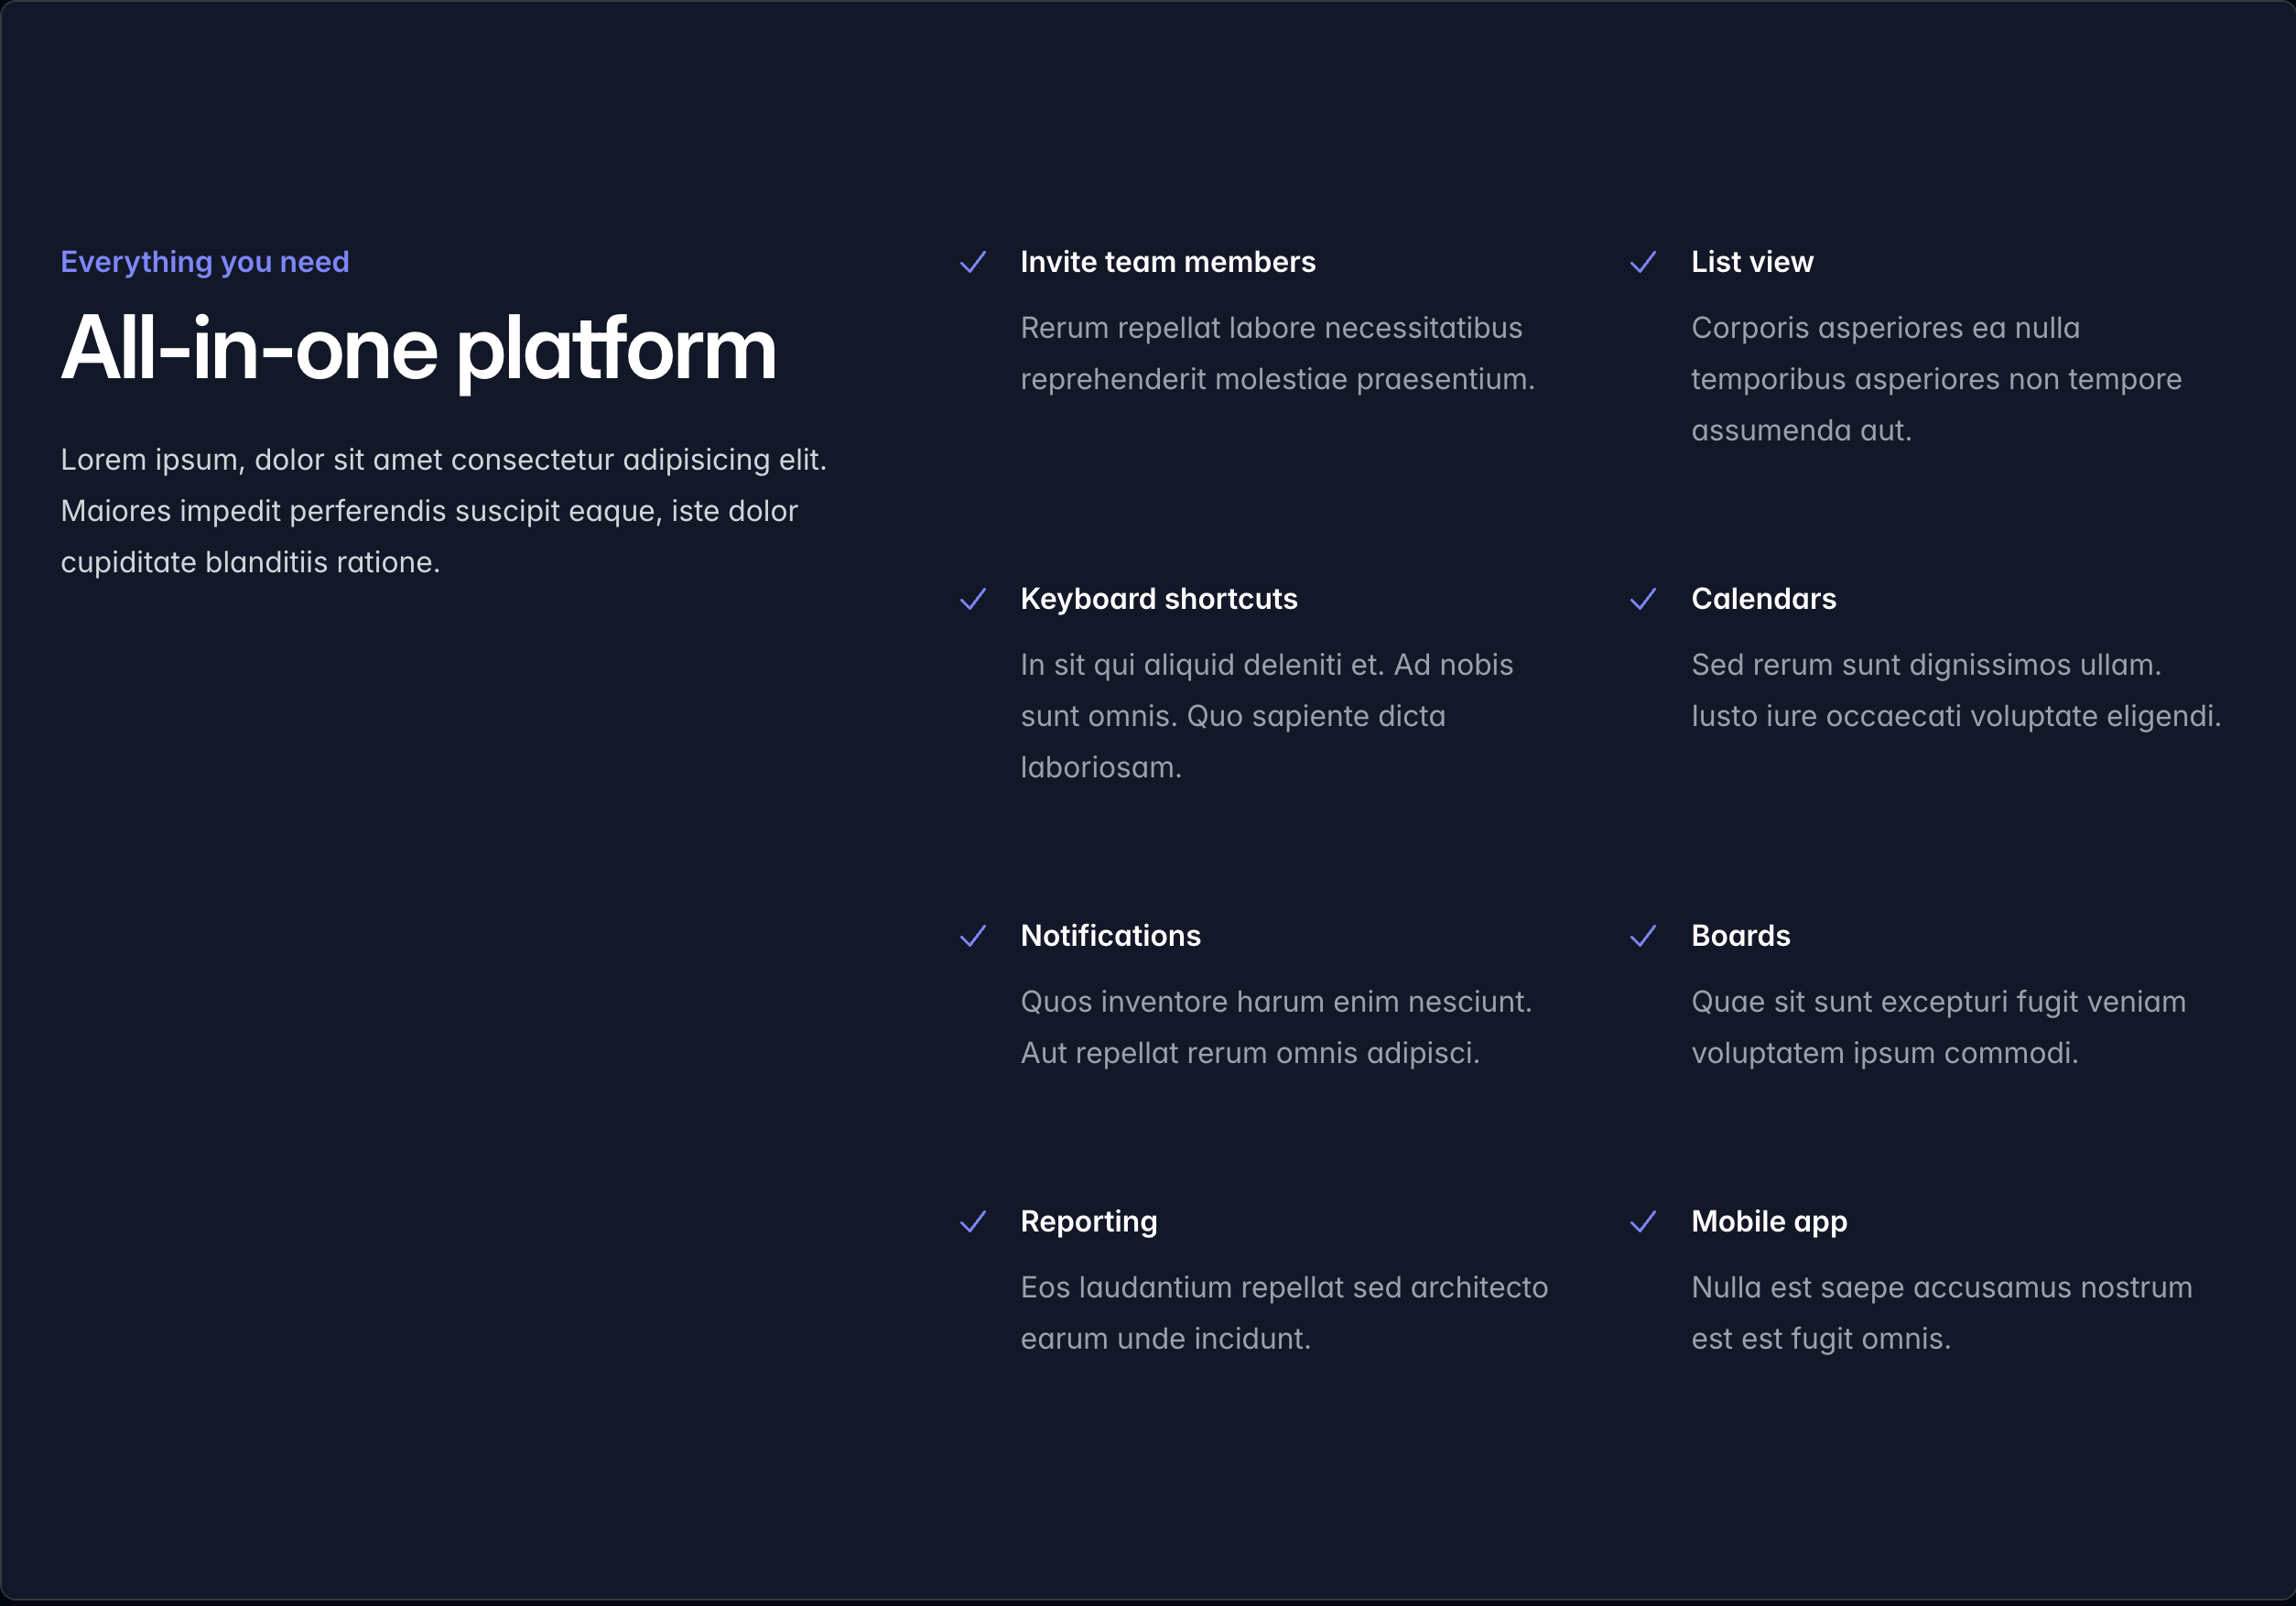 Everything you need
All-in-one platform
Lorem ipsum, dolor sit amet consectetur adipisicing elit.
Maiores impedit perferendis suscipit eaque, iste dolor
cupiditate blanditiis ratione.
Invite team members
Rerum repellat labore necessitatibus
reprehenderit molestiae praesentium.
List view
Corporis asperiores ea nulla
temporibus asperiores non tempore
assumenda aut.
Keyboard shortcuts
In sit qui aliquid deleniti et. Ad nobis
sunt omnis. Quo sapiente dicta
laboriosam.
Calendars
Sed rerum sunt dignissimos ullam.
Iusto iure occaecati voluptate eligendi.
Notifications
Quos inventore harum enim nesciunt.
Aut repellat rerum omnis adipisci.
Boards
Quae sit sunt excepturi fugit veniam
voluptatem ipsum commodi.
Reporting
Eos laudantium repellat sed architecto
earum unde incidunt.
Mobile app
Nulla est saepe accusamus nostrum
est est fugit omnis.